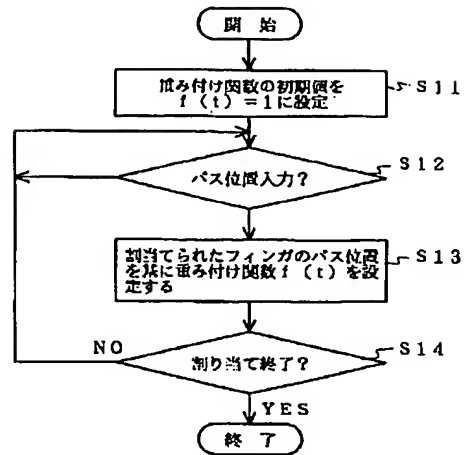 開始
重み付け関数の初期値を
f (t) = 1に設定
S11
パス位置入力?
S12
割当てられたフィンガのパス位置
を基に重み付け関数f (t) を設
定する
S13
NO
割り当て終了?
S14
YES
終了